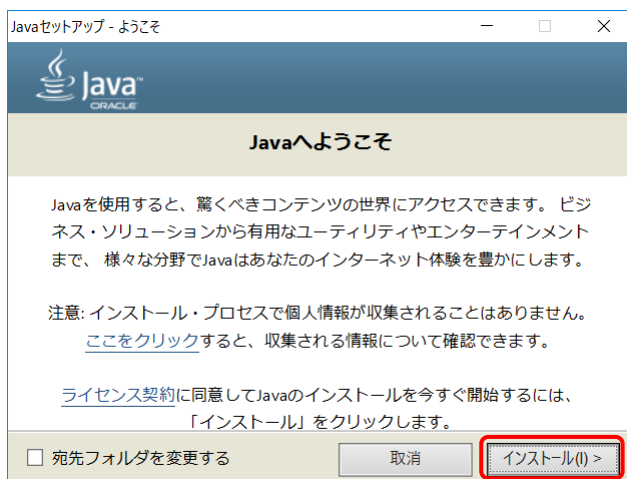 Javaセットアップ - ようこそ
Java™
ORACLE
Javaへようこそ
Javaを使用すると、驚くべきコンテンツの世界にアクセスできます。 ビジ
ネス・ソリューションから有用なユーティリティやエンターテインメント
まで、 様々な分野でJavaはあなたのインターネット体験を豊かにします。
注意: インストール・プロセスで個人情報が収集されることはありません。
ここをクリックすると、収集される情報について確認できます。
ライセンス契約に同意してJavaのインストールを今すぐ開始するには、
「インストール」をクリックします。
宛先フォルダを変更する
取消
インストール(I) >